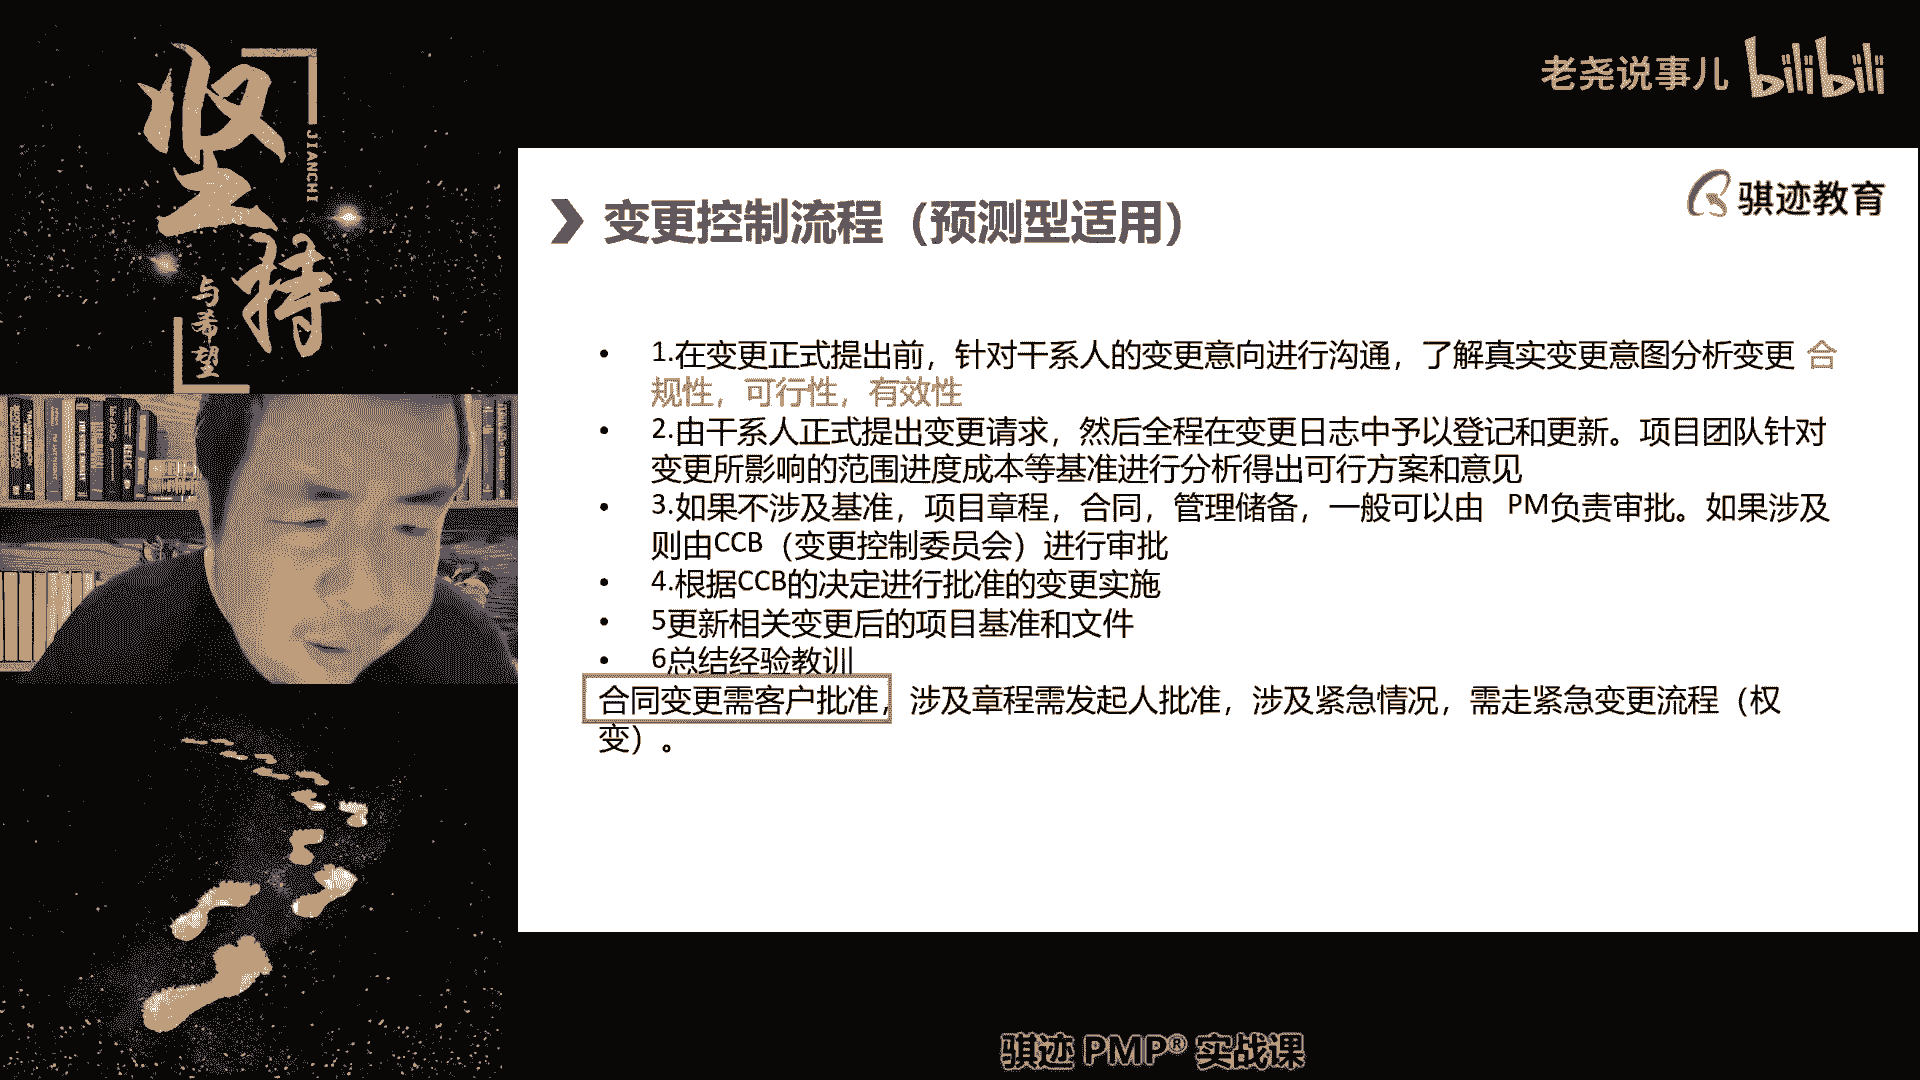 坚持
JIANCHI
与希望
老尧说事儿 bilibili
骐迹教育
变更控制流程（预测型适用）
• 1.在变更正式提出前，针对干系人的变更意向进行沟通，了解真实变更意图分析变更 合
规性，可行性，有效性
• 2.由干系人正式提出变更请求，然后全程在变更日志中予以登记和更新。项目团队针对
变更所影响的范围进度成本等基准进行分析得出可行方案和意见
• 3.如果不涉及基准，项目章程，合同，管理储备，一般可以由 PM负责审批。如果涉及
则由CCB（变更控制委员会）进行审批
• 4.根据CCB的决定进行批准的变更实施
• 5更新相关变更后的项目基准和文件
• 6总结经验教训
合同变更需客户批准，涉及章程需发起人批准，涉及紧急情况，需走紧急变更流程（权
变）。
骐迹 PMP® 实战课